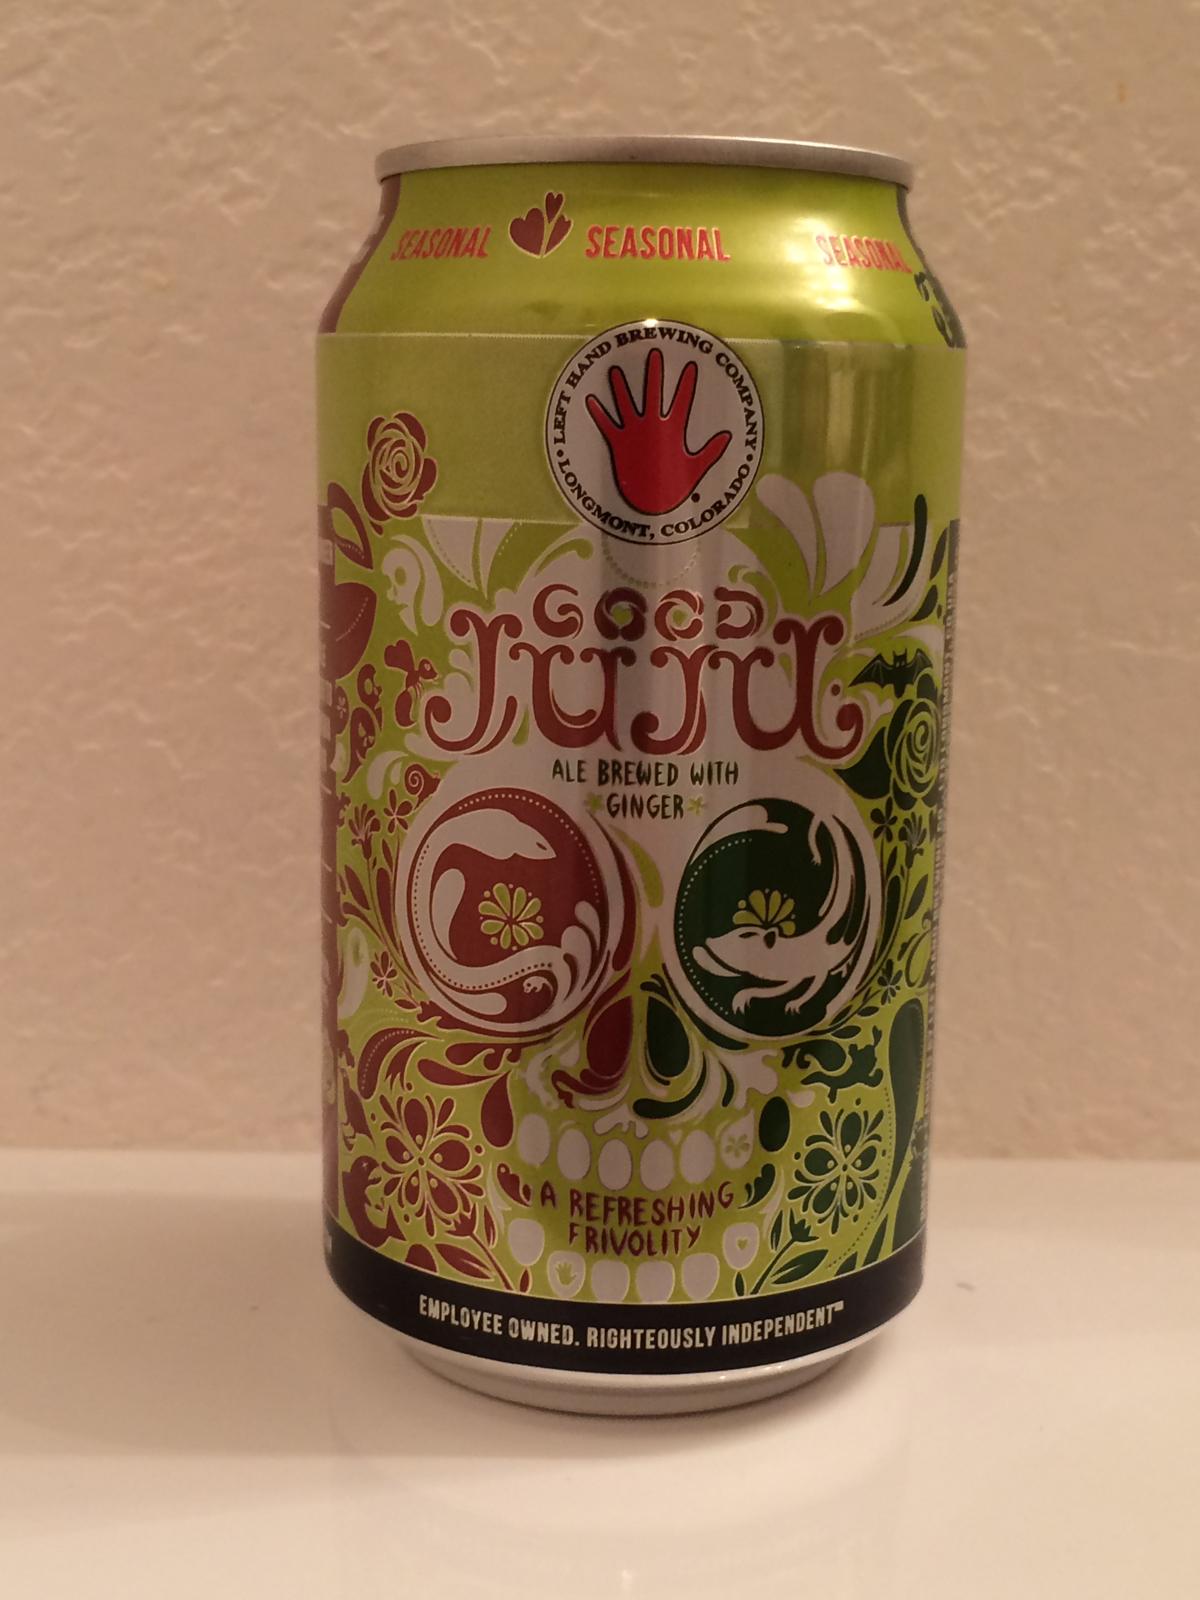 SEASONAL SEASONAL SEASONAL
LEFT HAND BREWING COMPANY
LONGMONT, COLORADO
GOOD
JUJU
ALE BREWED WITH
GINGER
A REFRESHING
FRIVOLITY
EMPLOYEE OWNED. RIGHTEOUSLY INDEPENDENT™